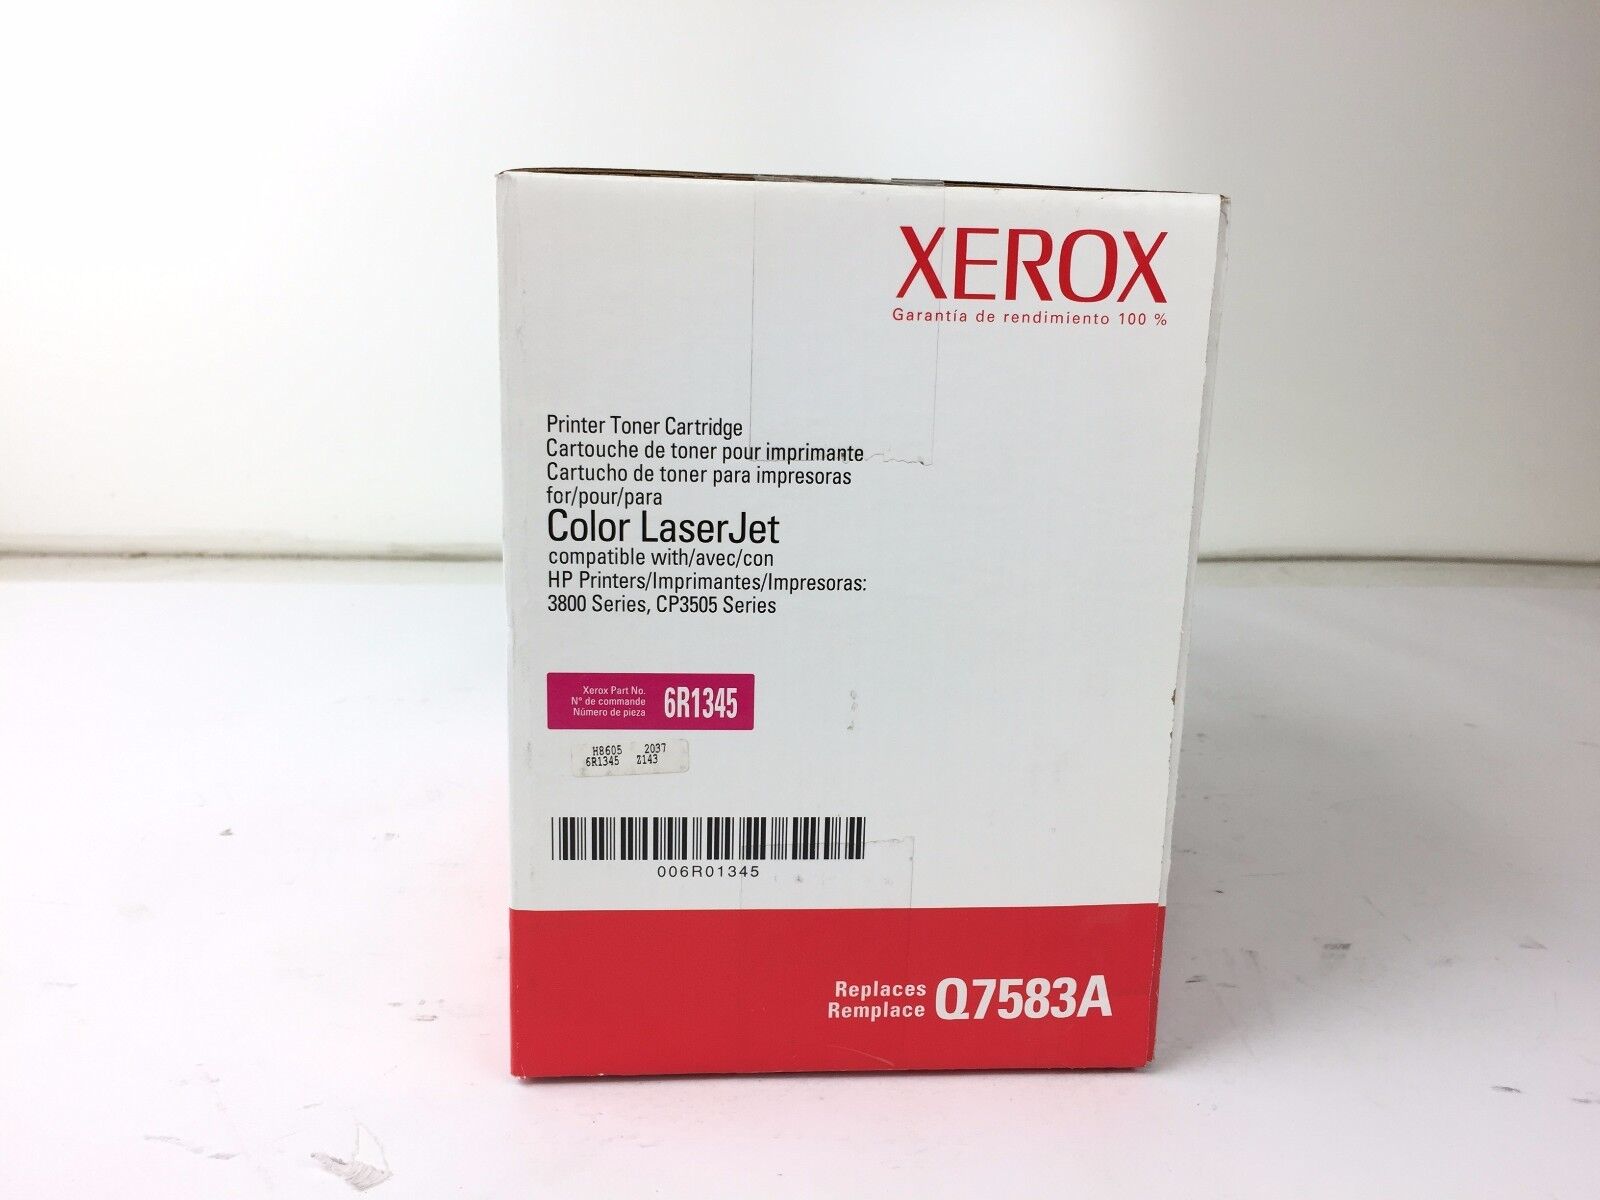 XEROX
Garantía de rendimiento 100 %
Printer Toner Cartridge
Cartouche de toner pour imprimante
Cartucho de toner para impresoras
for/pour/para
Color LaserJet
compatible with/avec/con
HP Printers/Imprimantes/Impresoras:
3800 Series, CP3505 Series
Xerox Part No.
N° de commande
Número de pieza
6R1345
H8605 2037
6R1345 Z143
006R01345
Replaces
Remplace
Q7583A